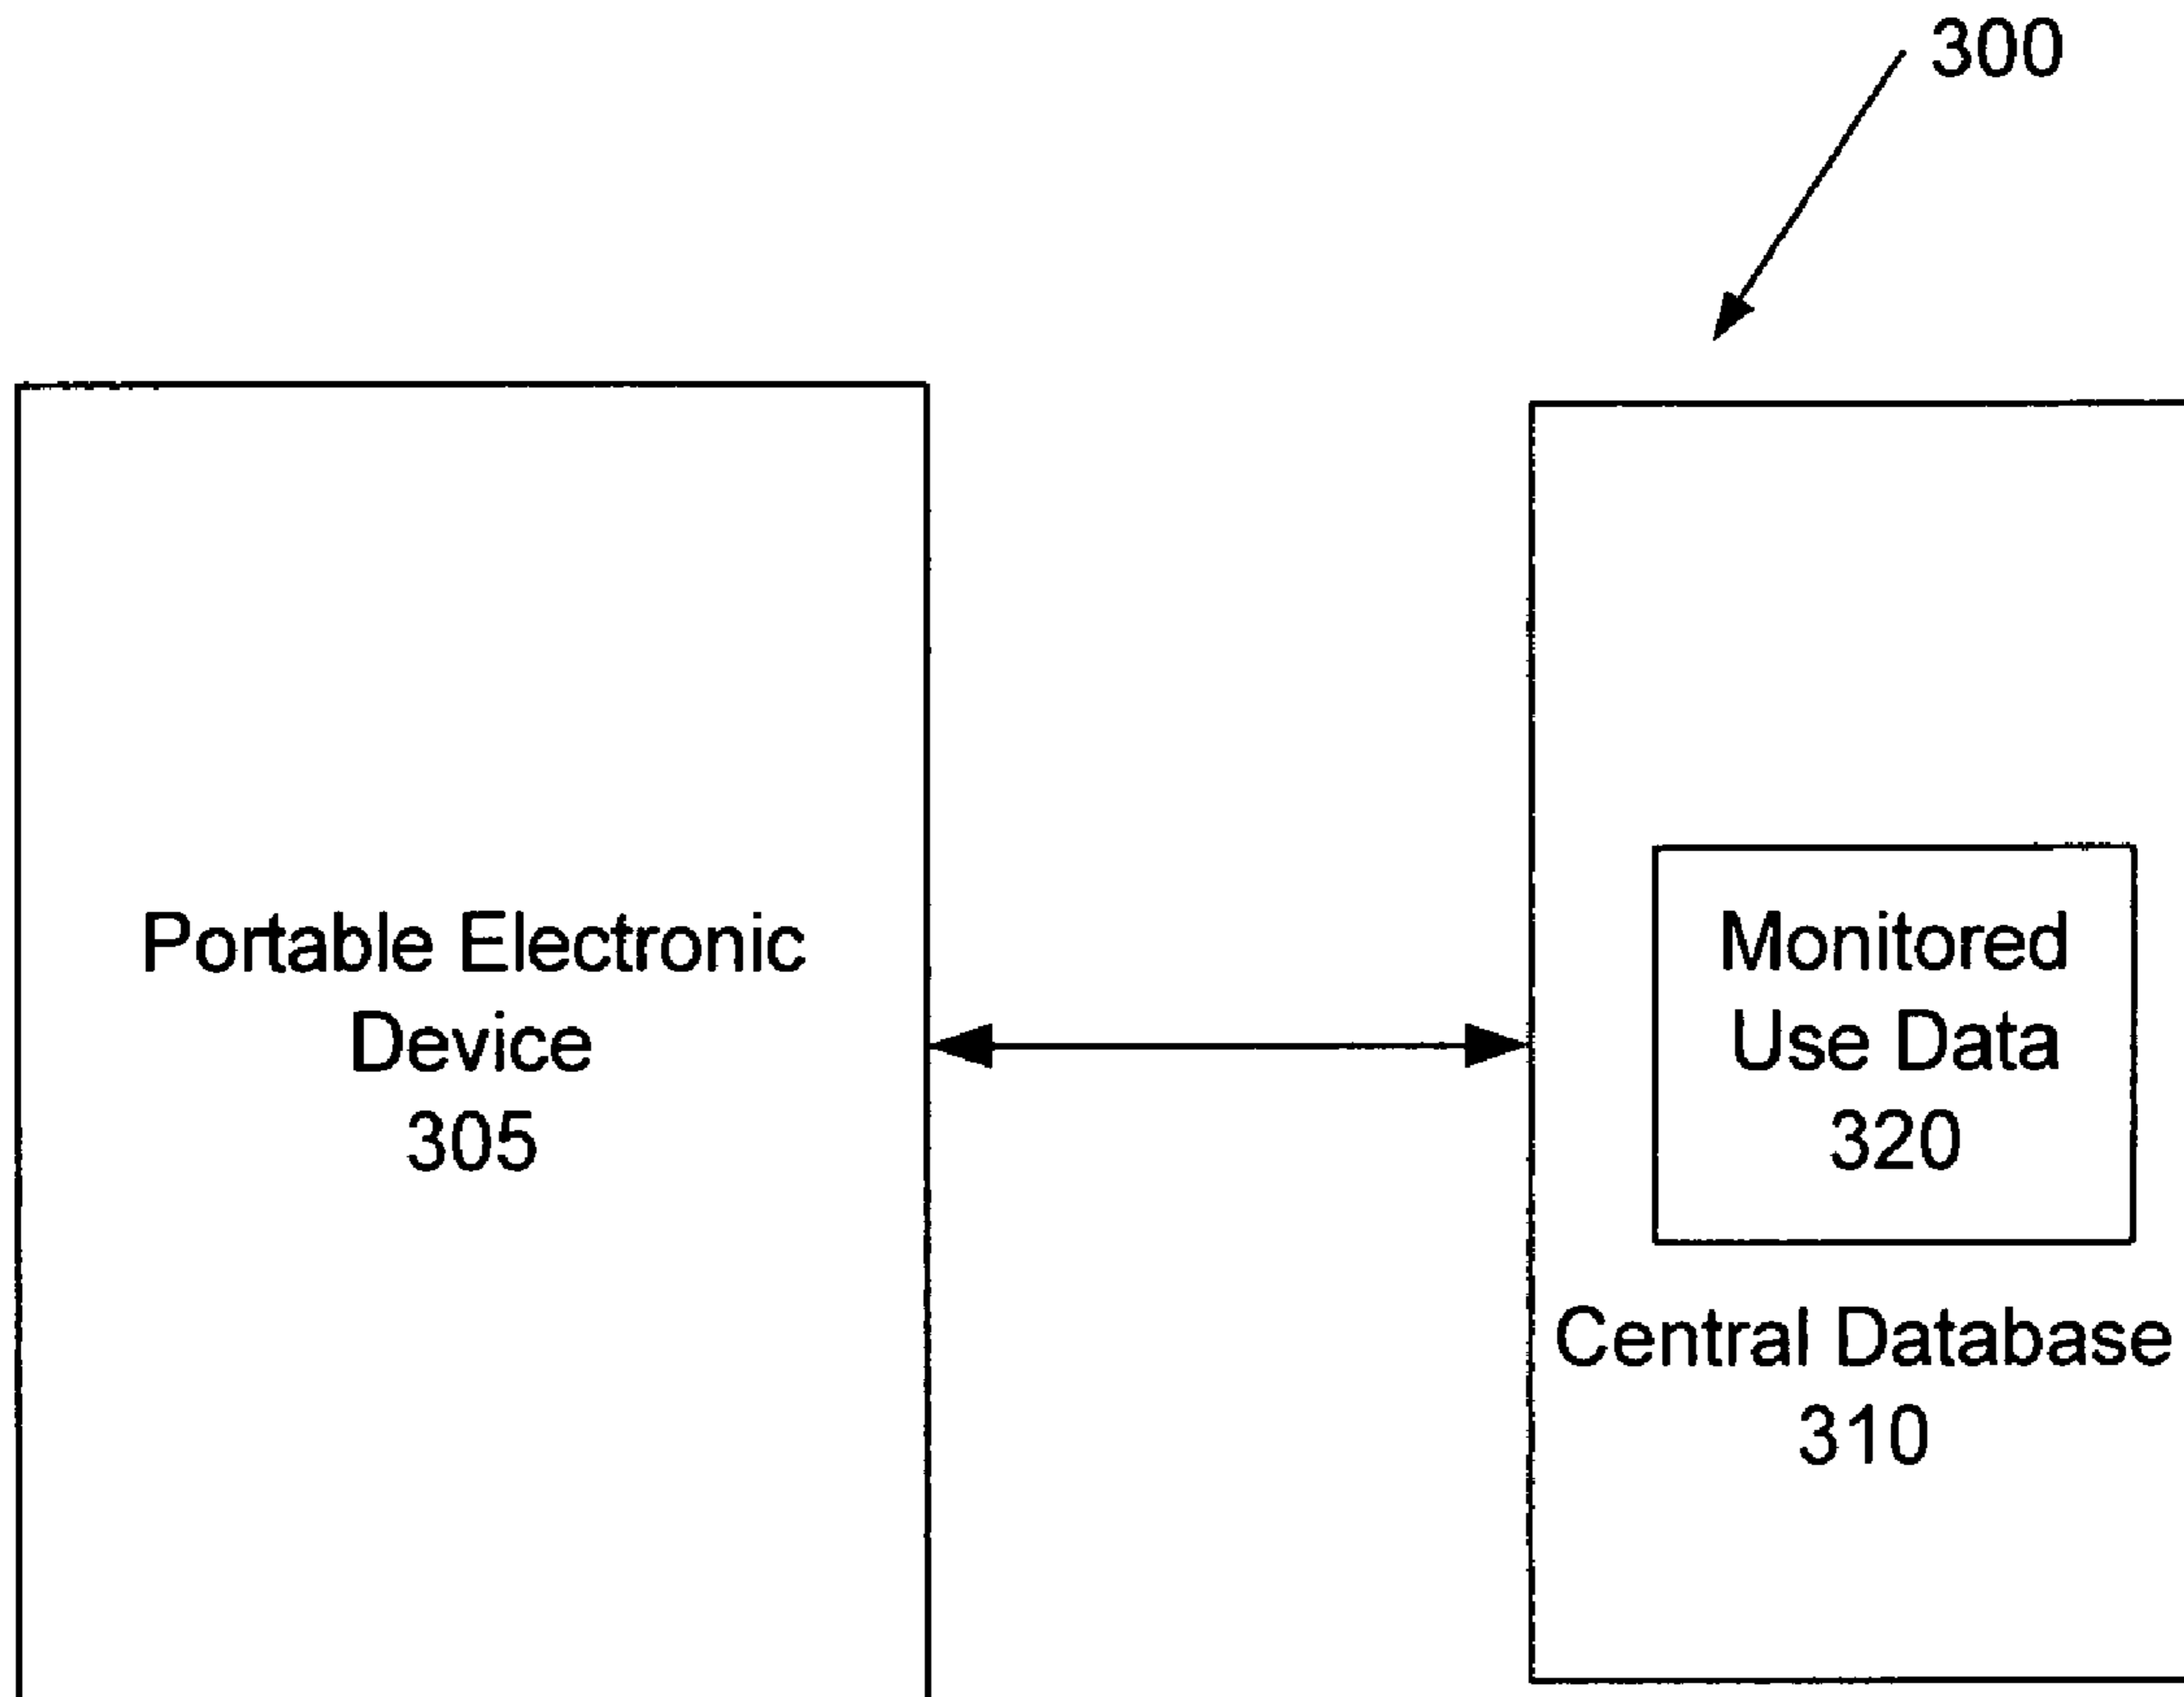 300
Portable Electronic
Device
305
Monitored
Use Data
320
Central Database
310